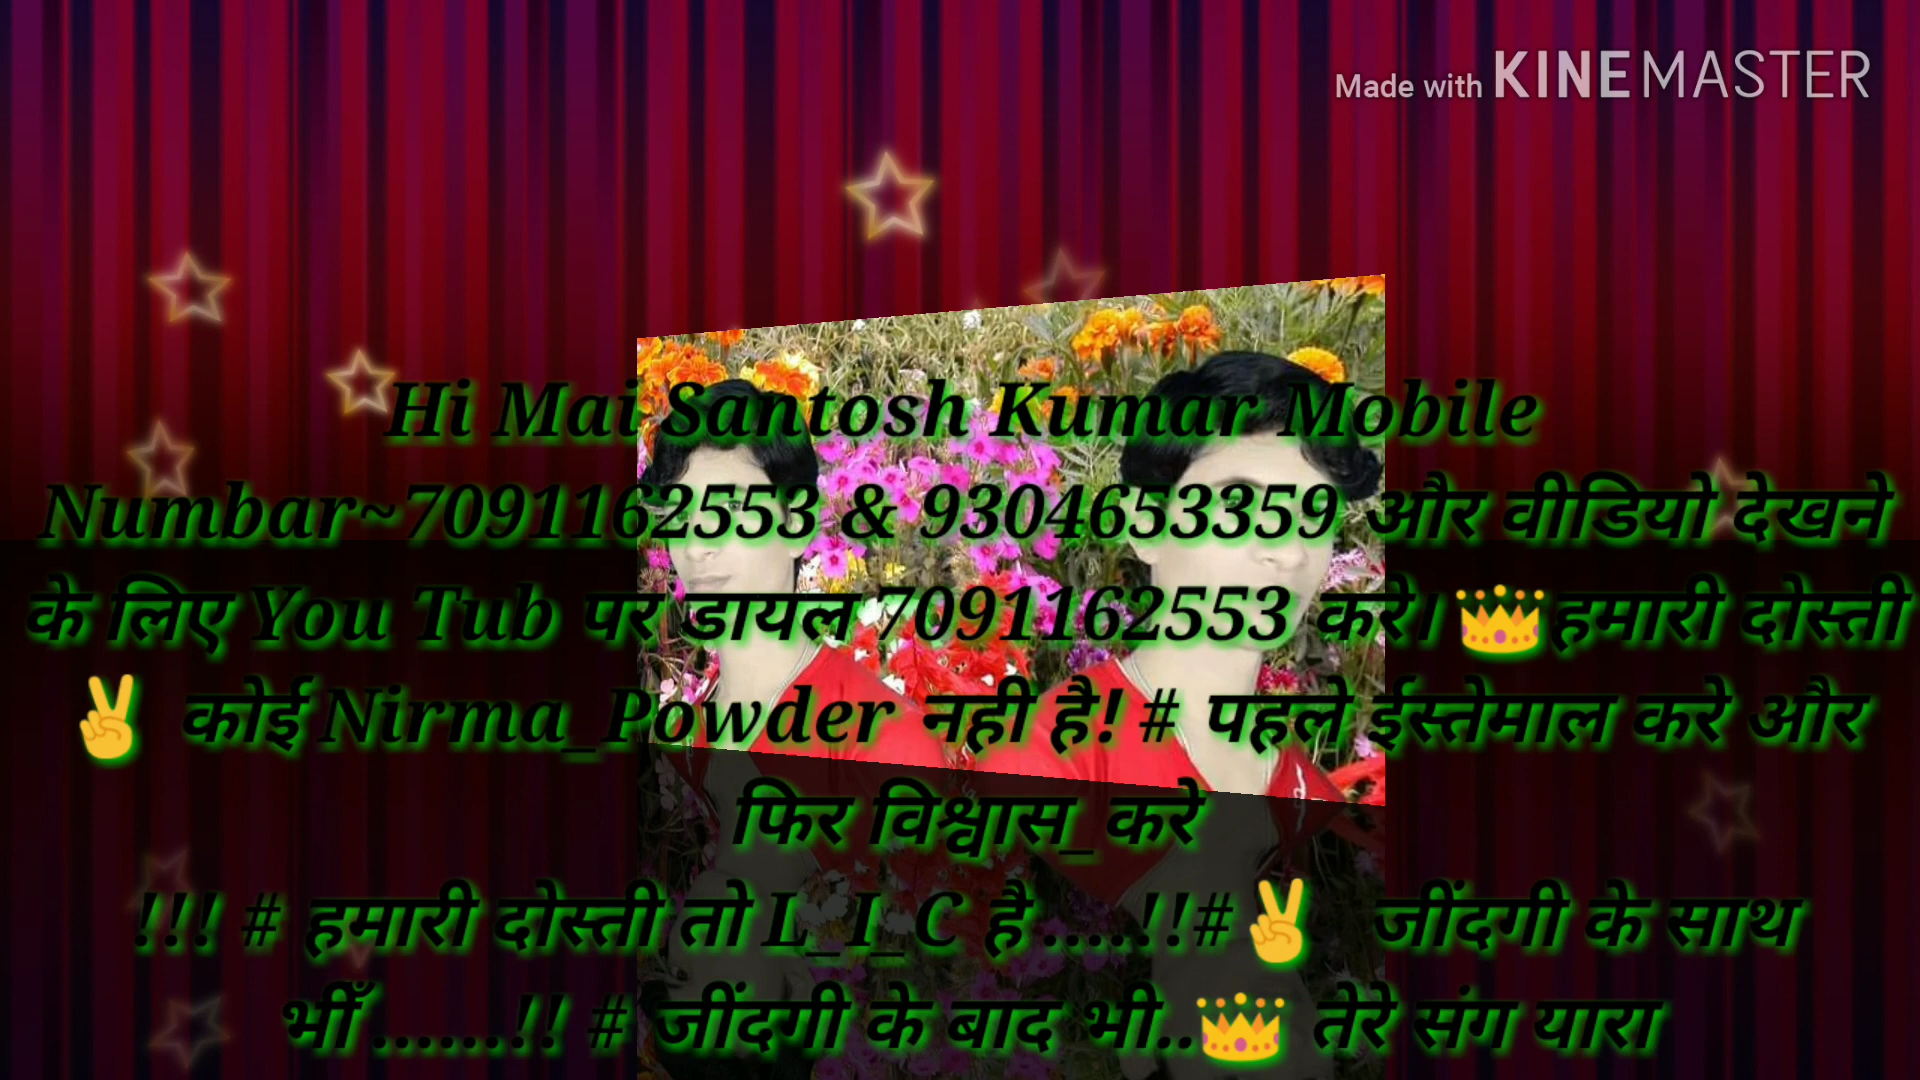 Made with KINEMASTER
Hi Mai Santosh Kumar Mobile
Numbar~7091162553 & 9304653359 और वीडियो देखने
के लिए You Tub पर डायल 7091162553 करे। 👑हमारी दोस्ती
✌ कोई Nirma_Powder नही है! # पहले ईस्तेमाल करे और
फिर विश्वास_करे
!!! # हमारी दोस्ती तो L_I_C है ....!!#✌ जींदगी के साथ
भीँ ......!! # जींदगी के बाद भी..👑 तेरे संग यारा